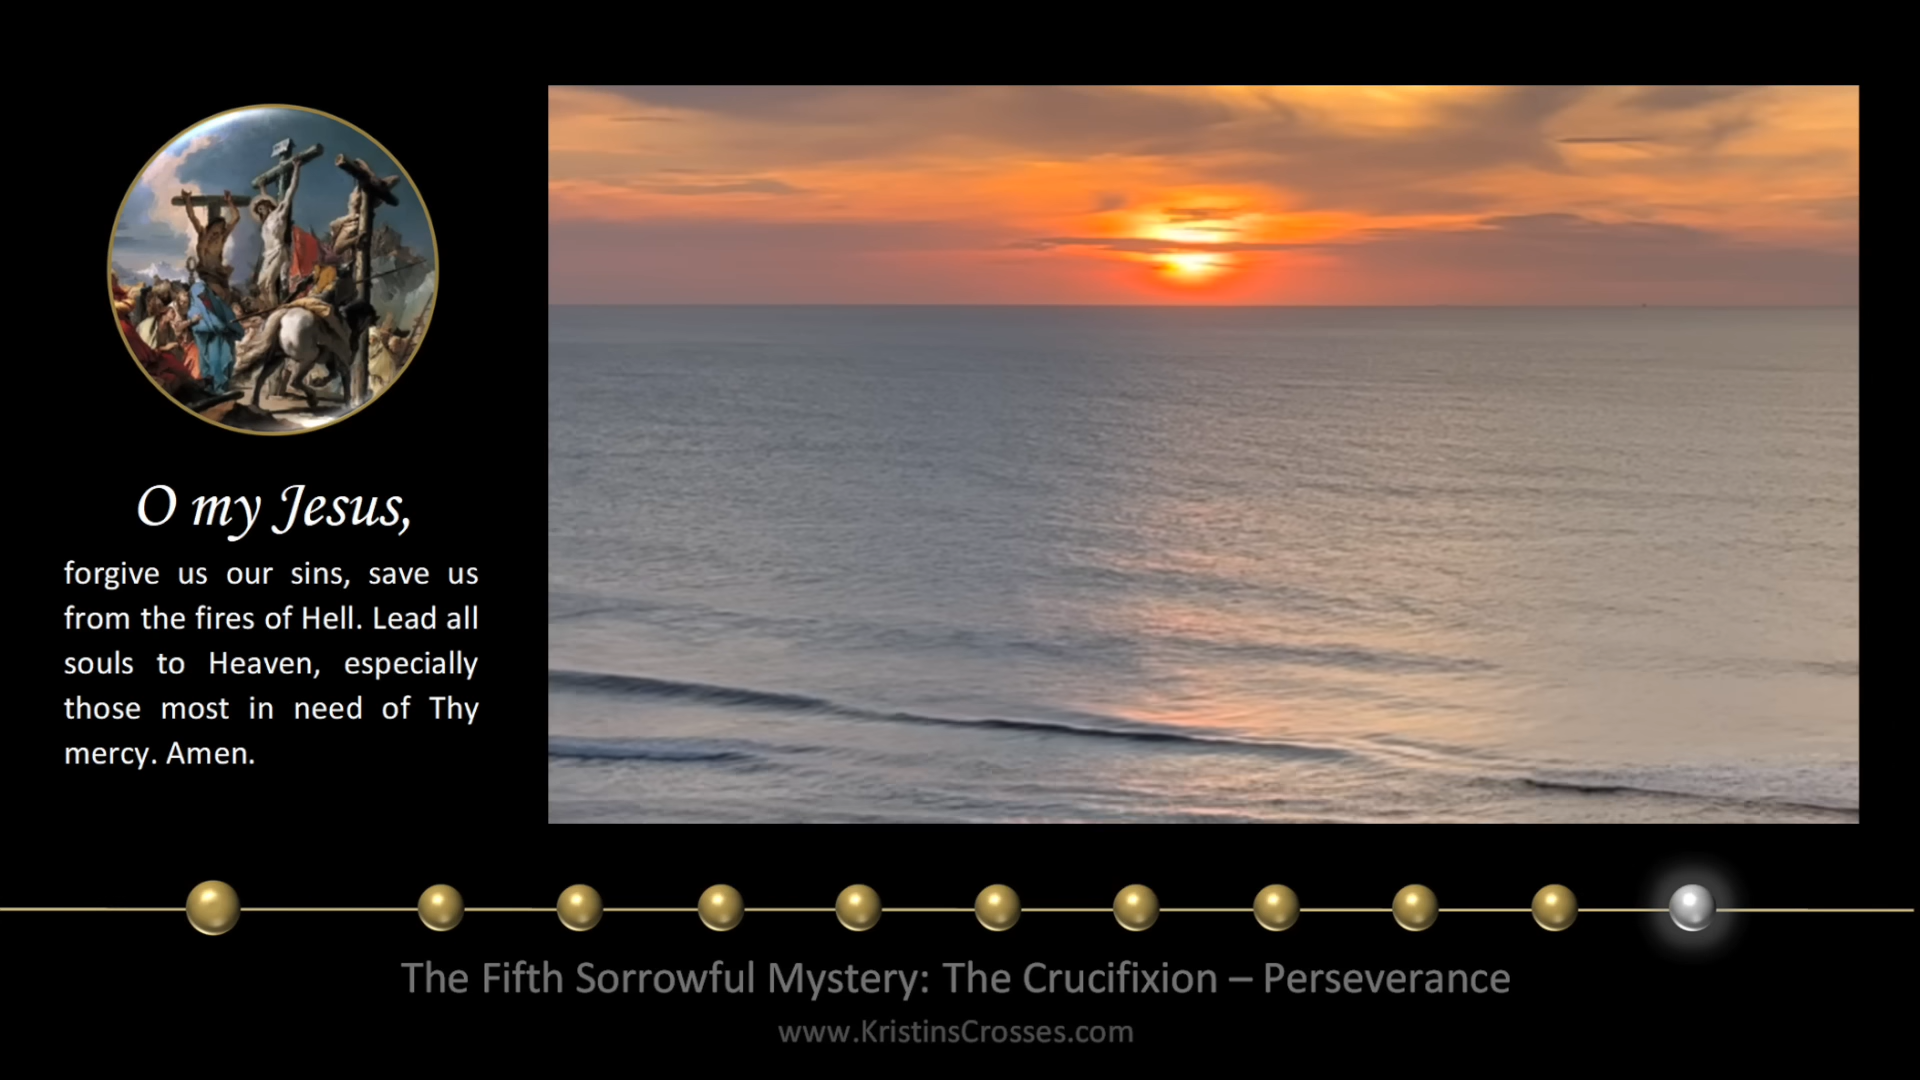 O my Jesus,
forgive us our sins, save us
from the fires of Hell. Lead all
souls to Heaven, especially
those most in need of Thy
mercy. Amen.
The Fifth Sorrowful Mystery: The Crucifixion – Perseverance
www.KristinsCrosses.com